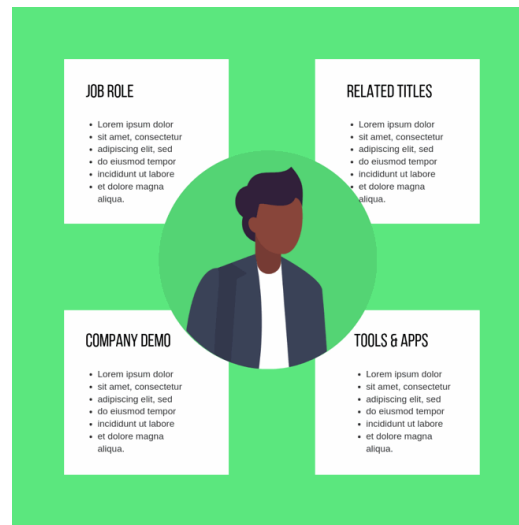 JOB ROLE
• Lorem ipsum dolor
• sit amet, consectetur
• adipiscing elit, sed
• do eiusmod tempor
• incididunt ut labore
• et dolore magna
aliqua.
RELATED TITLES
• Lorem ipsum dolor
• sit amet, consectetur
• adipiscing elit, sed
• do eiusmod tempor
• incididunt ut labore
• et dolore magna
aliqua.
COMPANY DEMO
• Lorem ipsum dolor
• sit amet, consectetur
• adipiscing elit, sed
• do eiusmod tempor
• incididunt ut labore
• et dolore magna
aliqua.
TOOLS & APPS
• Lorem ipsum dolor
• sit amet, consectetur
• adipiscing elit, sed
• do eiusmod tempor
• incididunt ut labore
• et dolore magna
aliqua.